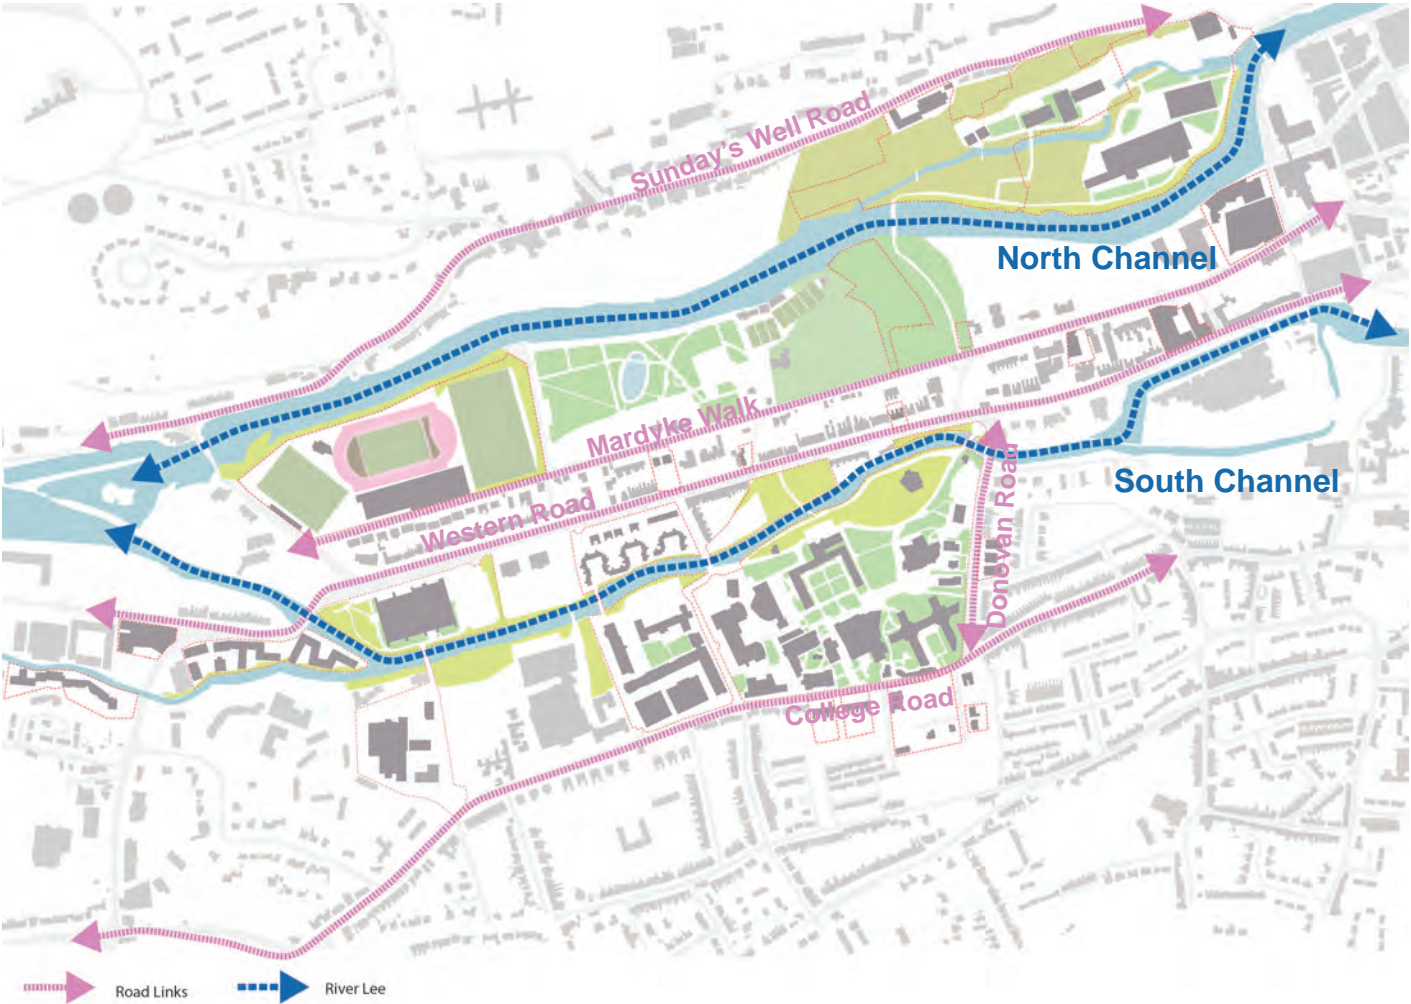 Sunday's Well Road
North Channel
Mardyke Walk
Western Road
South Channel
Donovan Road
College Road
Road Links
River Lee